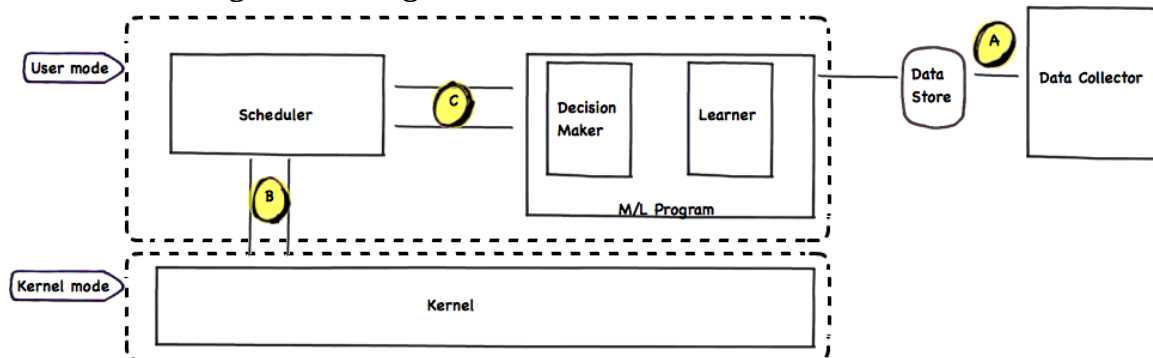 A
User mode
Scheduler
C
Decision
Maker
Learner
Data
Store
Data Collector
B
M/L Program
Kernel mode
Kernel